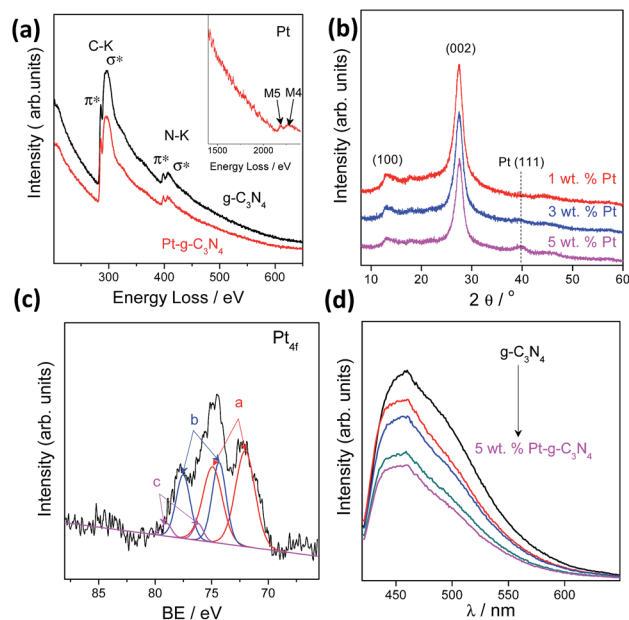 (a)
Intensity ( arb.units)
C-K
σ*
π*
N-K
π*
σ*
g-C₃N₄
Pt-g-C₃N₄
Pt
M5
M4
1500
2000
Energy Loss / eV
300
400
500
600
Energy Loss / eV
(b)
Intensity (arb.units)
(002)
(100)
Pt (111)
1 wt. % Pt
3 wt. % Pt
5 wt. % Pt
10
20
30
40
50
60
2 θ / °
(c)
Intensity (arb. units)
Pt₄f
a
b
c
85
80
75
70
BE / eV
(d)
Intensity (arb. units)
g-C₃N₄
5 wt. % Pt-g-C₃N₄
450
500
550
600
λ / nm